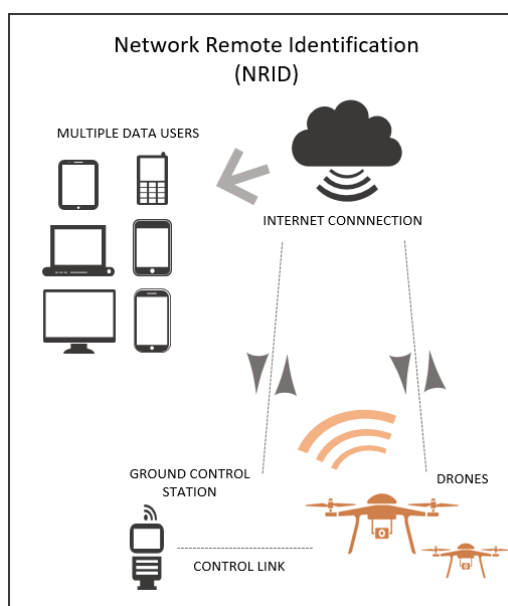 Network Remote Identification
(NRID)
MULTIPLE DATA USERS
INTERNET CONNNECTION
GROUND CONTROL
STATION
DRONES
CONTROL LINK